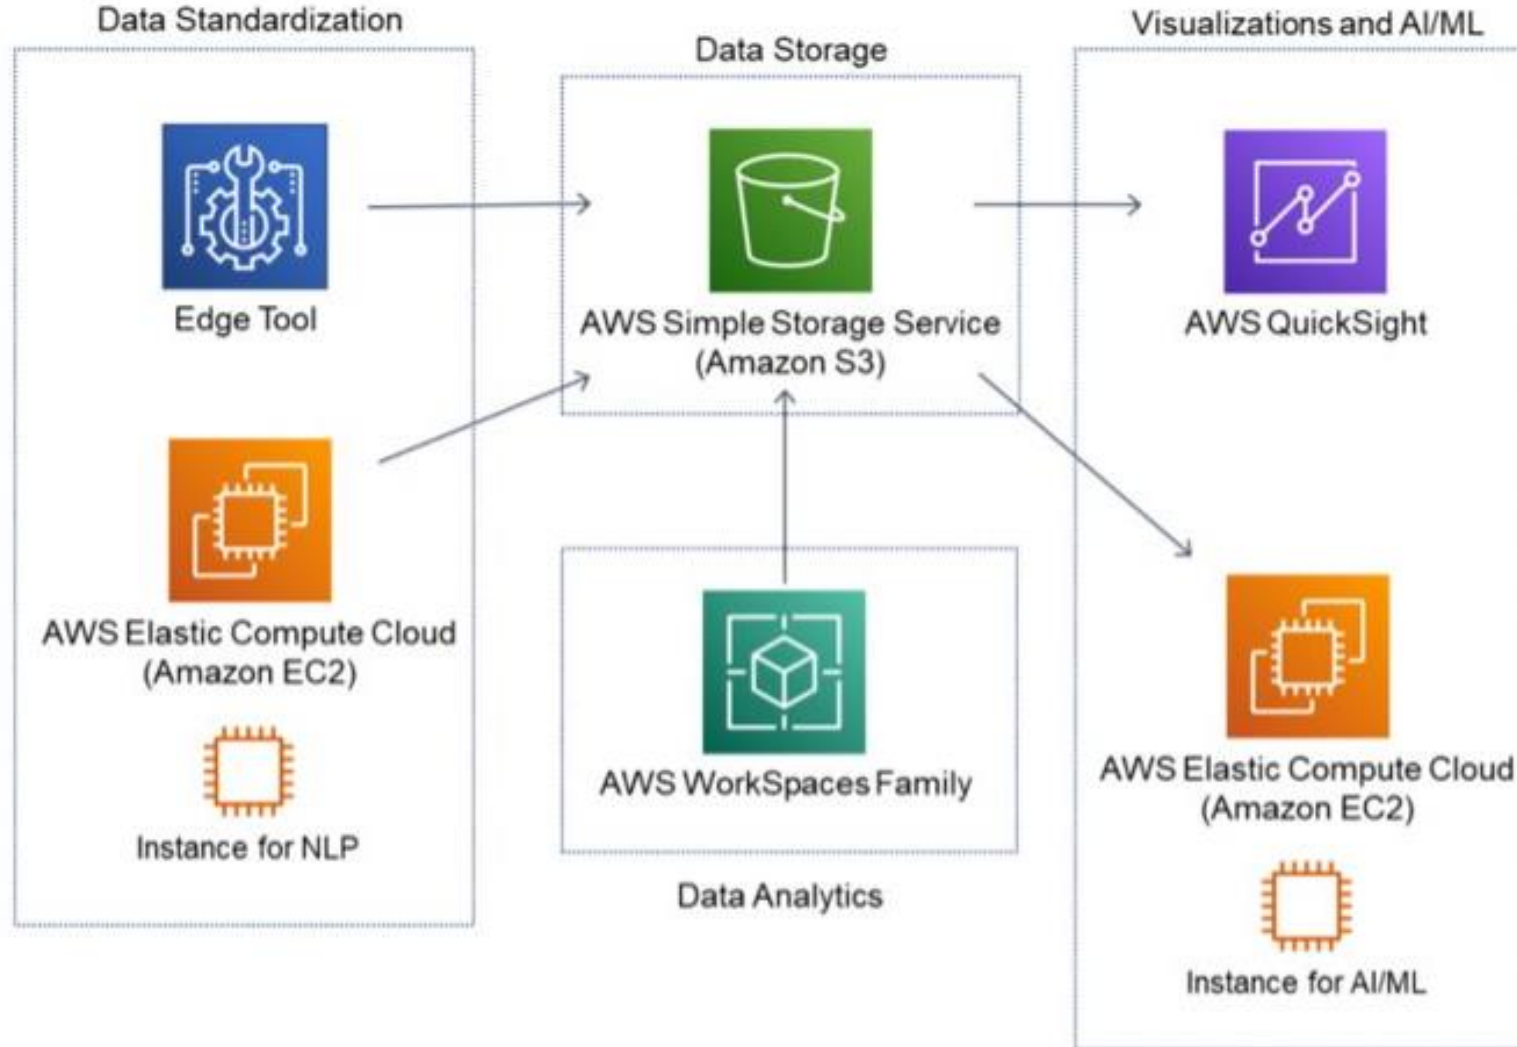 Data Standardization
Edge Tool
AWS Elastic Compute Cloud
(Amazon EC2)
Instance for NLP
Data Storage
AWS Simple Storage Service
(Amazon S3)
AWS WorkSpaces Family
Data Analytics
Visualizations and AI/ML
AWS QuickSight
AWS Elastic Compute Cloud
(Amazon EC2)
Instance for AI/ML